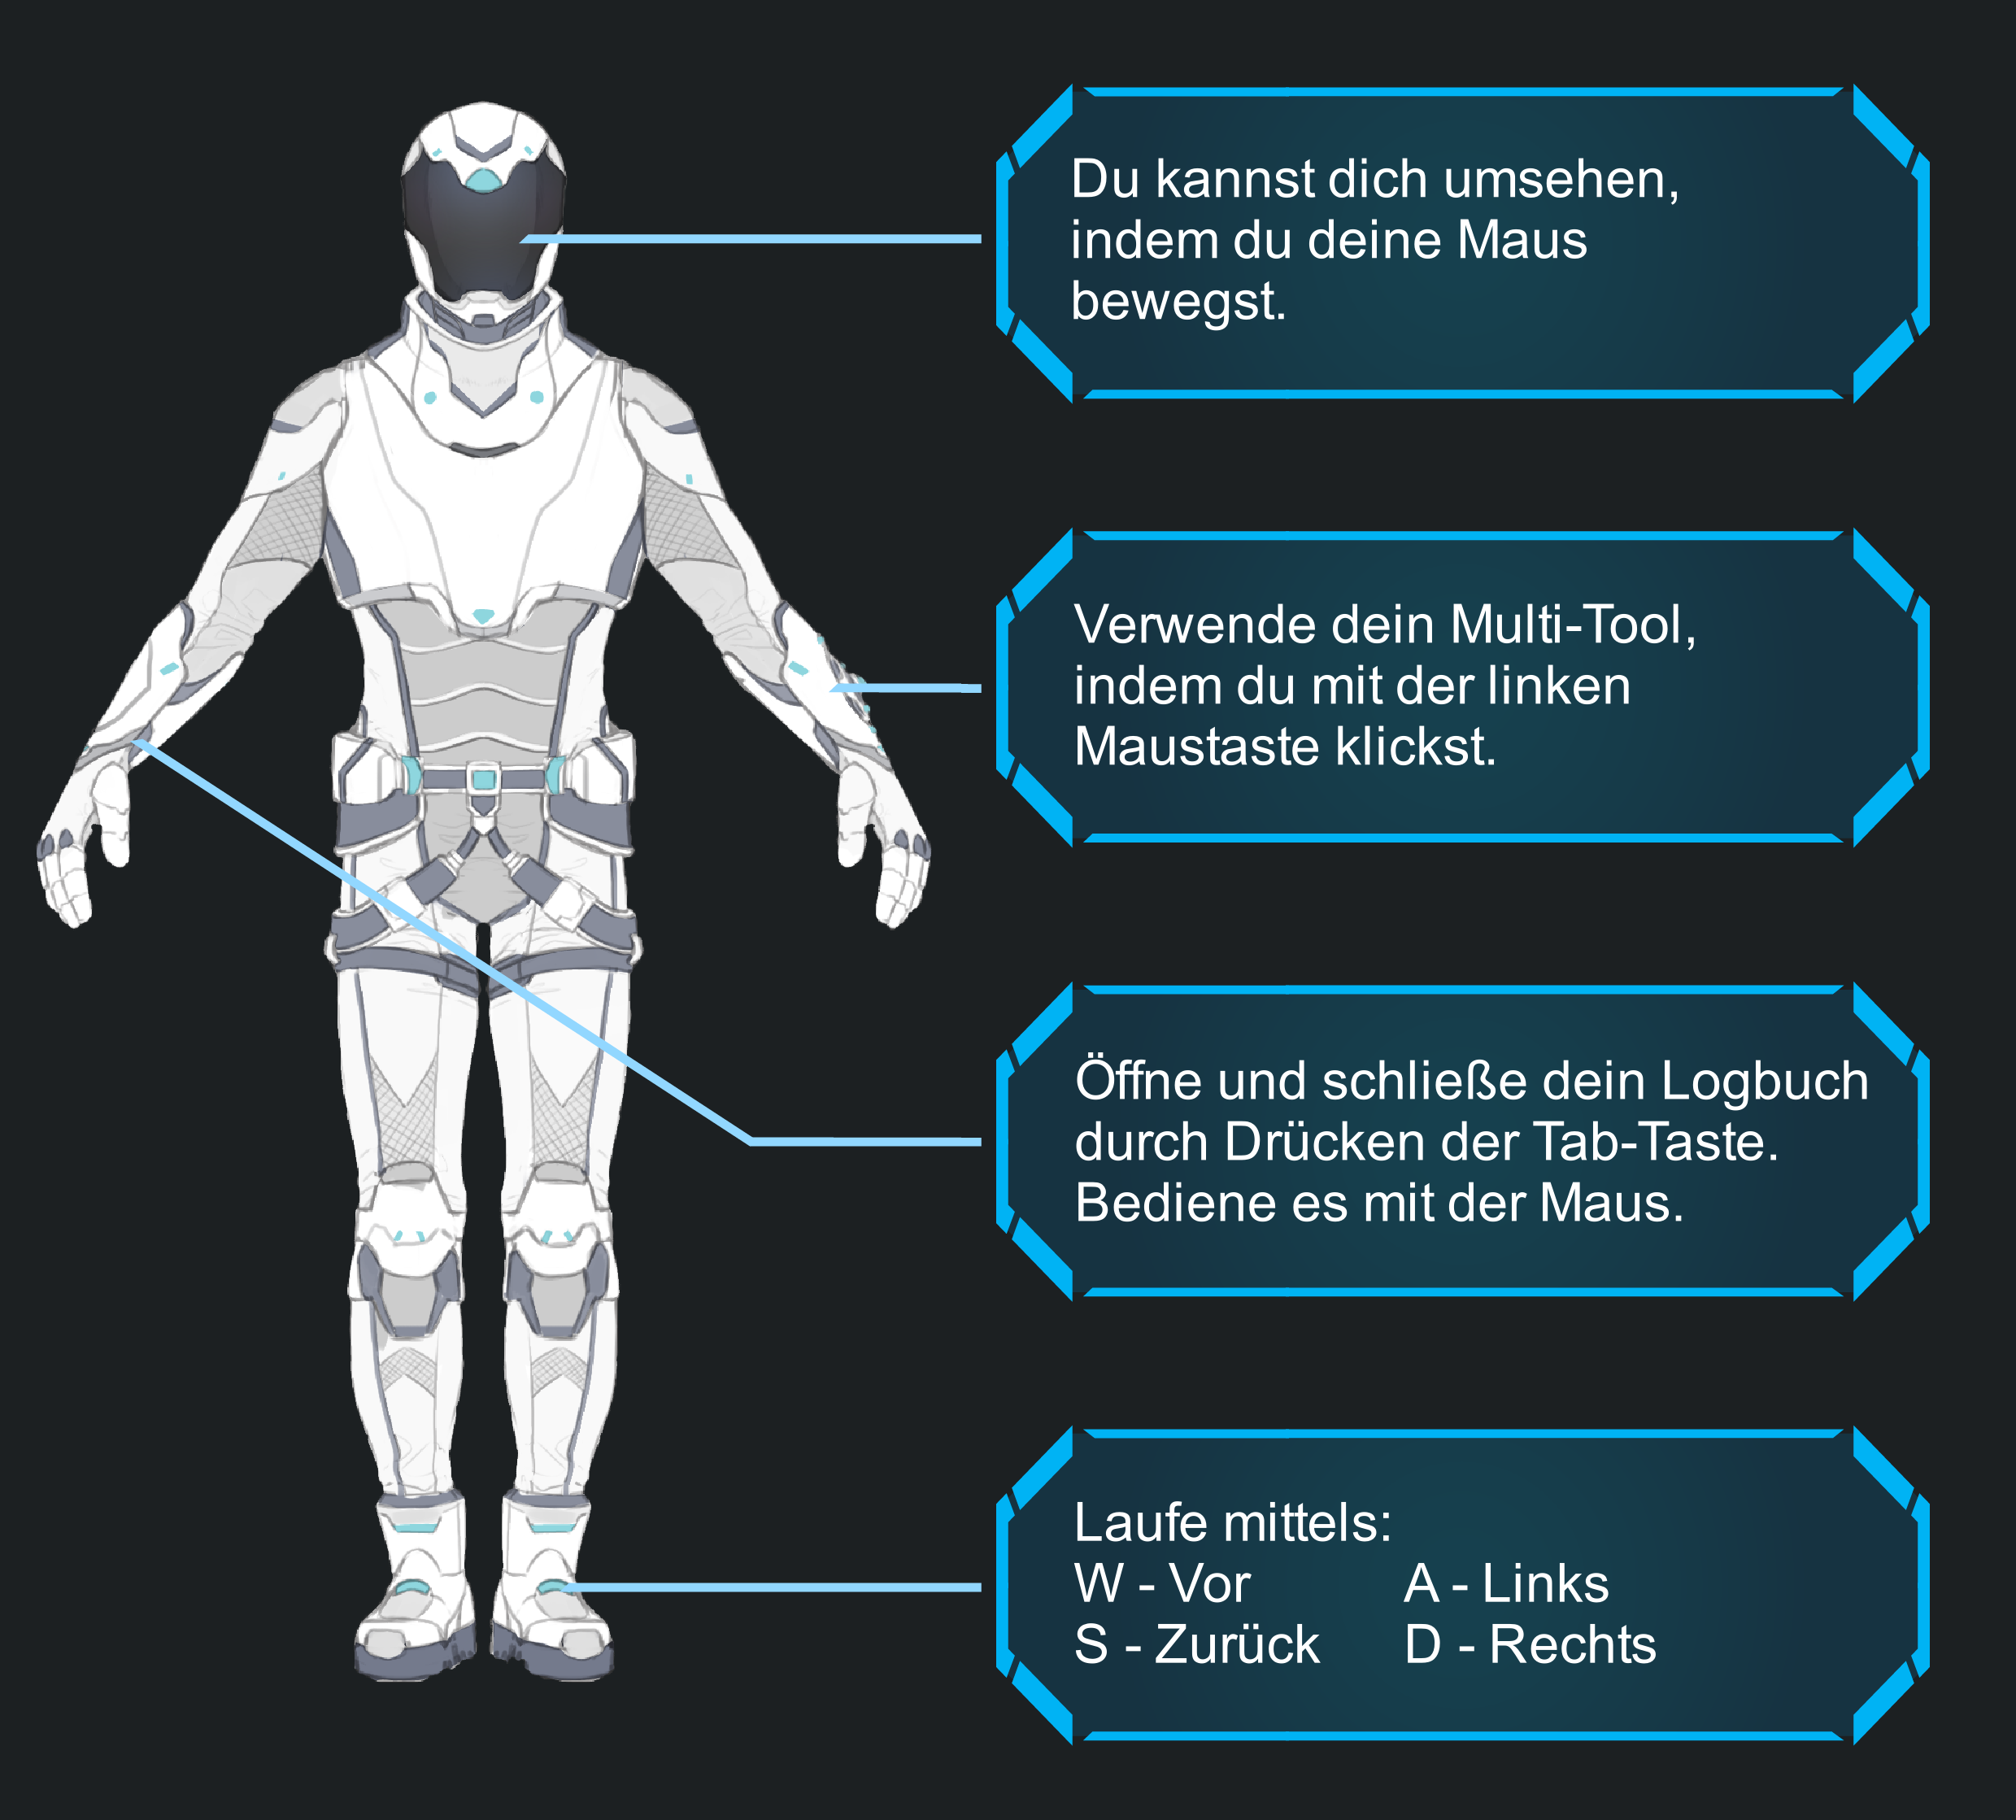 Du kannst dich umsehen,
indem du deine Maus
bewegst.
Verwende dein Multi-Tool,
indem du mit der linken
Maustaste klickst.
Öffne und schließe dein Logbuch
durch Drücken der Tab-Taste.
Bediene es mit der Maus.
Laufe mittels:
W - Vor A - Links
S - Zurück D - Rechts